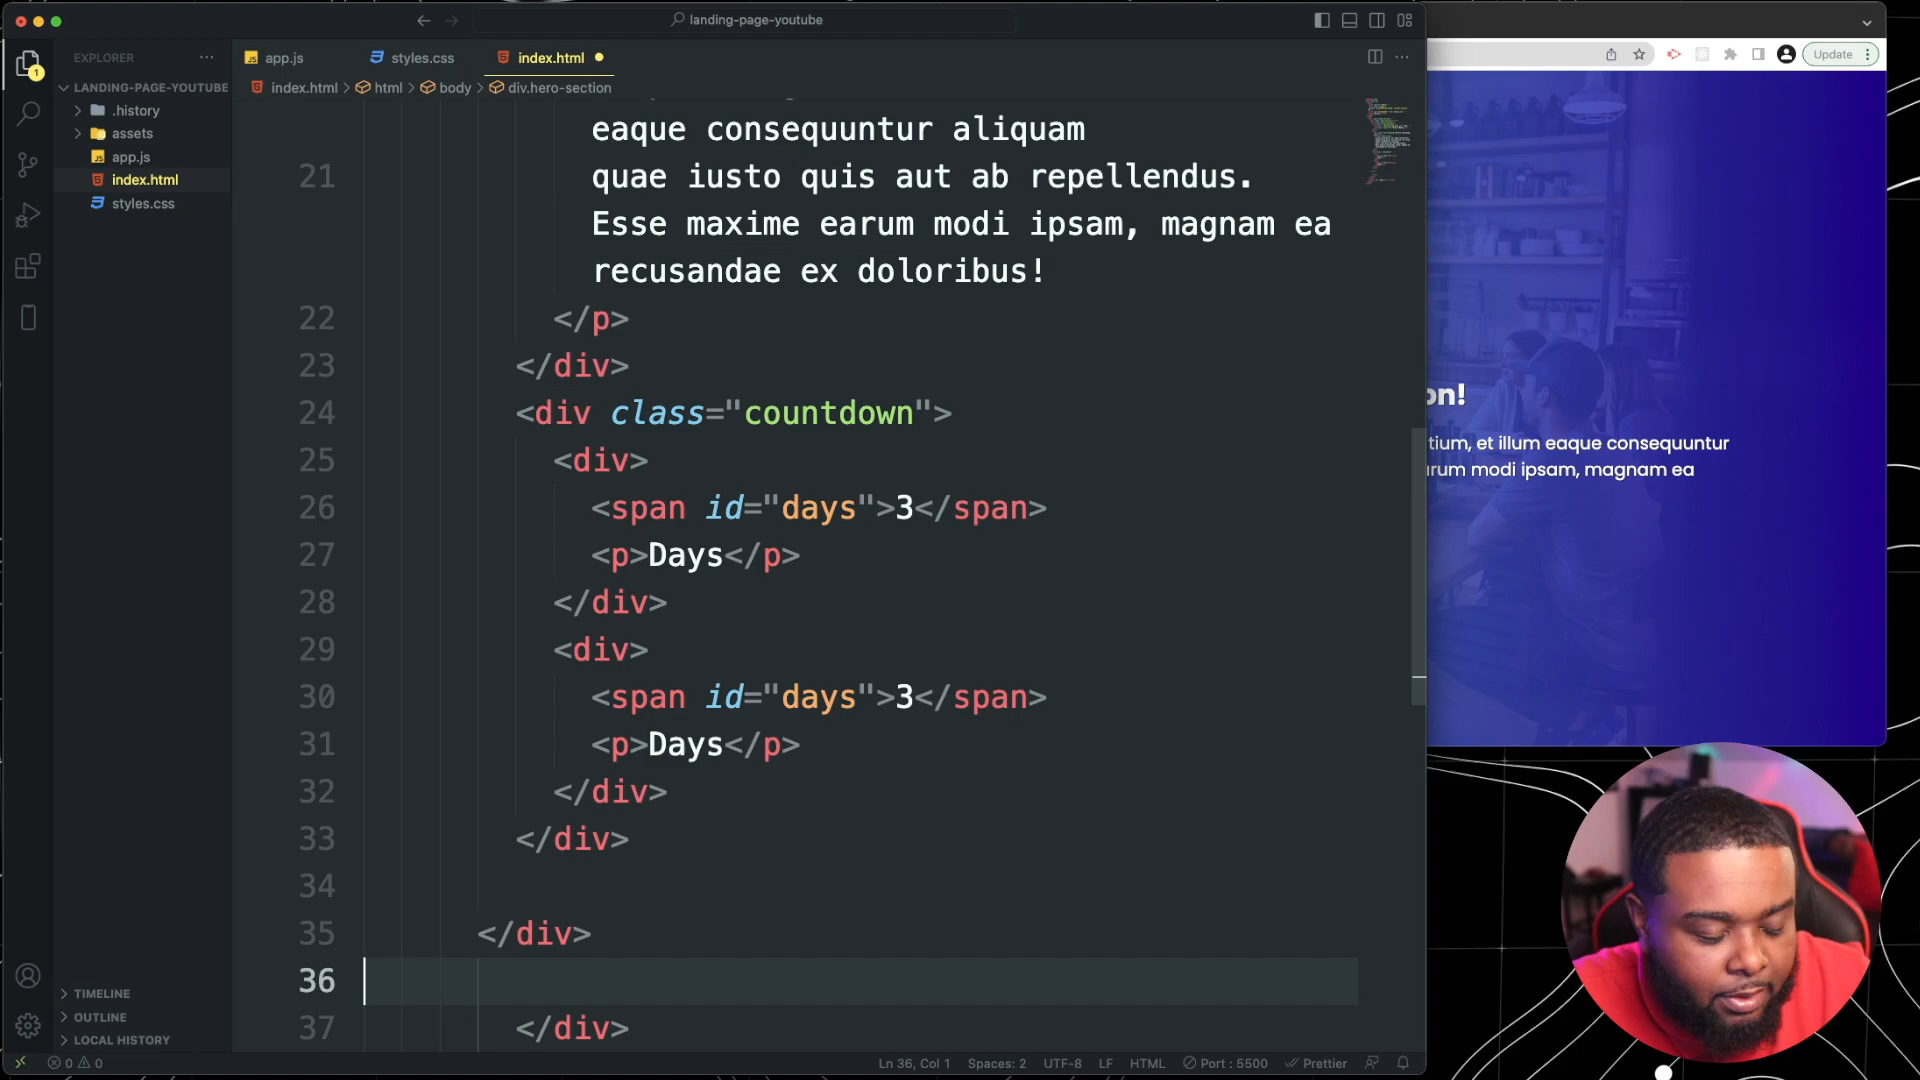 landing-page-youtube
EXPLORER
app.js
styles.css
index.html
LANDING-PAGE-YOUTUBE
index.html > html > body > div.hero-section
.history
assets
app.js
index.html
styles.css
1
eaque consequuntur aliquam
21 quae iusto quis aut ab repellendus.
Esse maxime earum modi ipsam, magnam ea
recusandae ex doloribus!
22 </p>
23 </div>
24 <div class="countdown">
25 <div>
26 <span id="days">3</span>
27 <p>Days</p>
28 </div>
29 <div>
30 <span id="days">3</span>
31 <p>Days</p>
32 </div>
33 </div>
34
35 </div>
36
37 </div>
TIMELINE
OUTLINE
LOCAL HISTORY
0 0
Ln 36, Col 1 Spaces: 2 UTF-8 LF HTML Port : 5500 Prettier
Update
on!
tium, et illum eaque consequuntur
rum modi ipsam, magnam ea